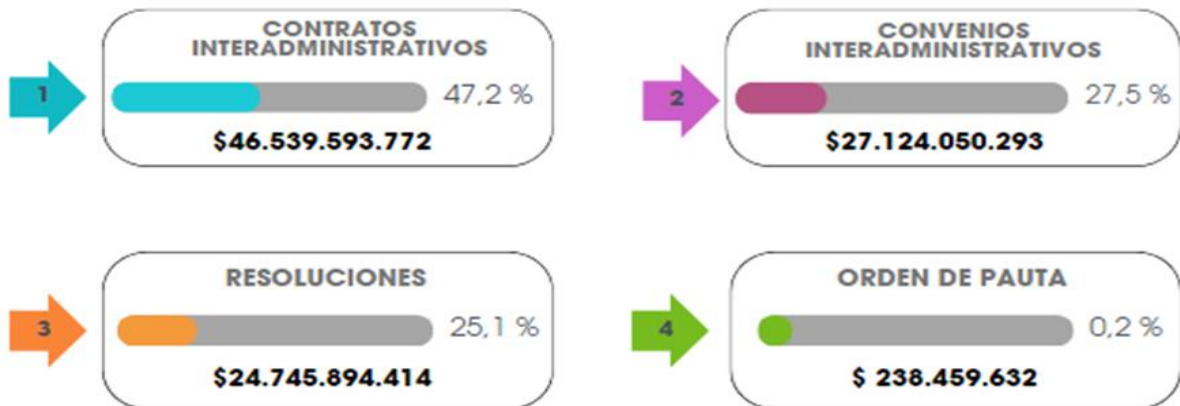 1
CONTRATOS
INTERADMINISTRATIVOS
47,2 %
$46.539.593.772
2
CONVENIOS
INTERADMINISTRATIVOS
27,5 %
$27.124.050.293
3
RESOLUCIONES
25,1 %
$24.745.894.414
4
ORDEN DE PAUTA
0,2 %
$ 238.459.632